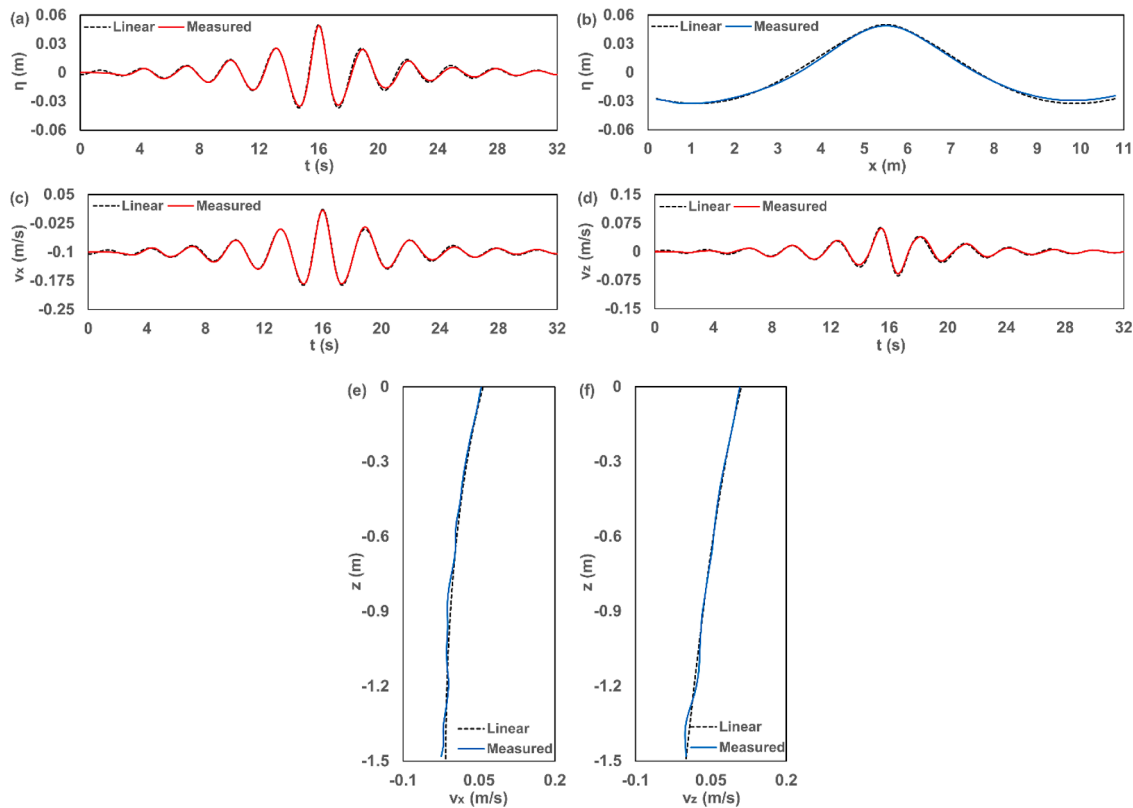 (a)
Linear Measured
η (m)
0.06
0.03
0
-0.03
-0.06
0 4 8 12 16 20 24 28 32
t (s)
(b)
Linear Measured
η (m)
0.06
0.03
0
-0.03
-0.06
0 1 2 3 4 5 6 7 8 9 10 11
x (m)
(c)
Linear Measured
vx (m/s)
0.05
-0.025
-0.1
-0.175
-0.25
0 4 8 12 16 20 24 28 32
t (s)
(d)
Linear Measured
vz (m/s)
0.15
0.075
0
-0.075
-0.15
0 4 8 12 16 20 24 28 32
t (s)
(e)
z (m)
0
-0.3
-0.6
-0.9
-1.2
-1.5
Linear
Measured
-0.1 0.05 0.2
vx (m/s)
(f)
z (m)
0
-0.3
-0.6
-0.9
-1.2
-1.5
Linear
Measured
-0.1 0.05 0.2
vz (m/s)